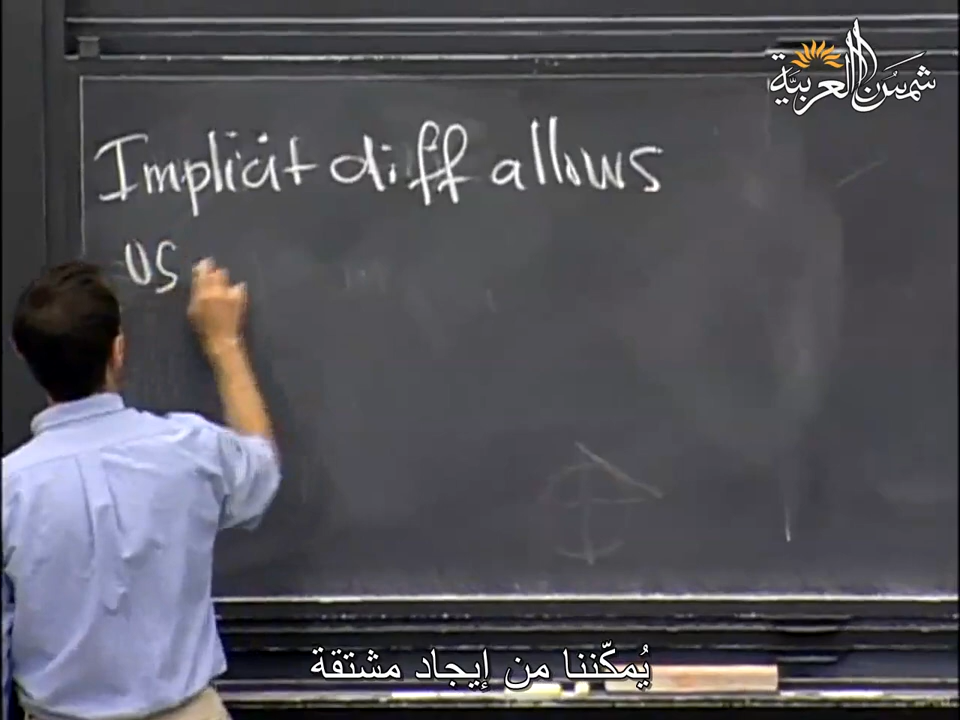 شمس العربية
Implicit diff allows
us
يُمكّننا من إيجاد مشتقة